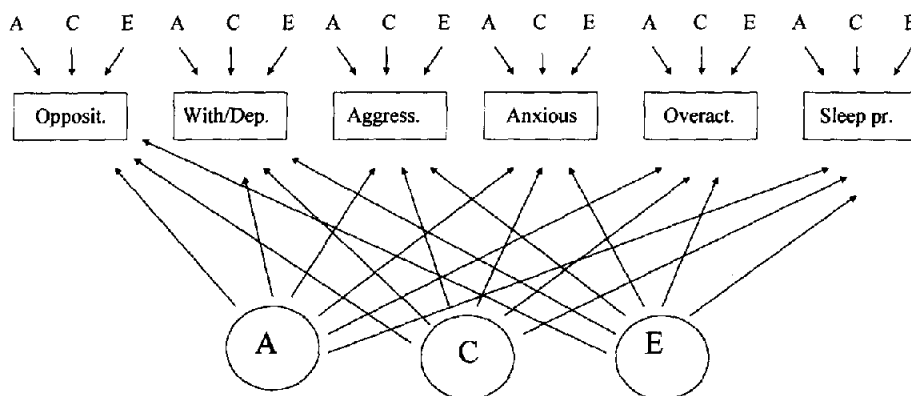 A C E A C E A C E A C E A C E A C E
Opposit. With/Dep. Aggress. Anxious Overact. Sleep pr.
A C E